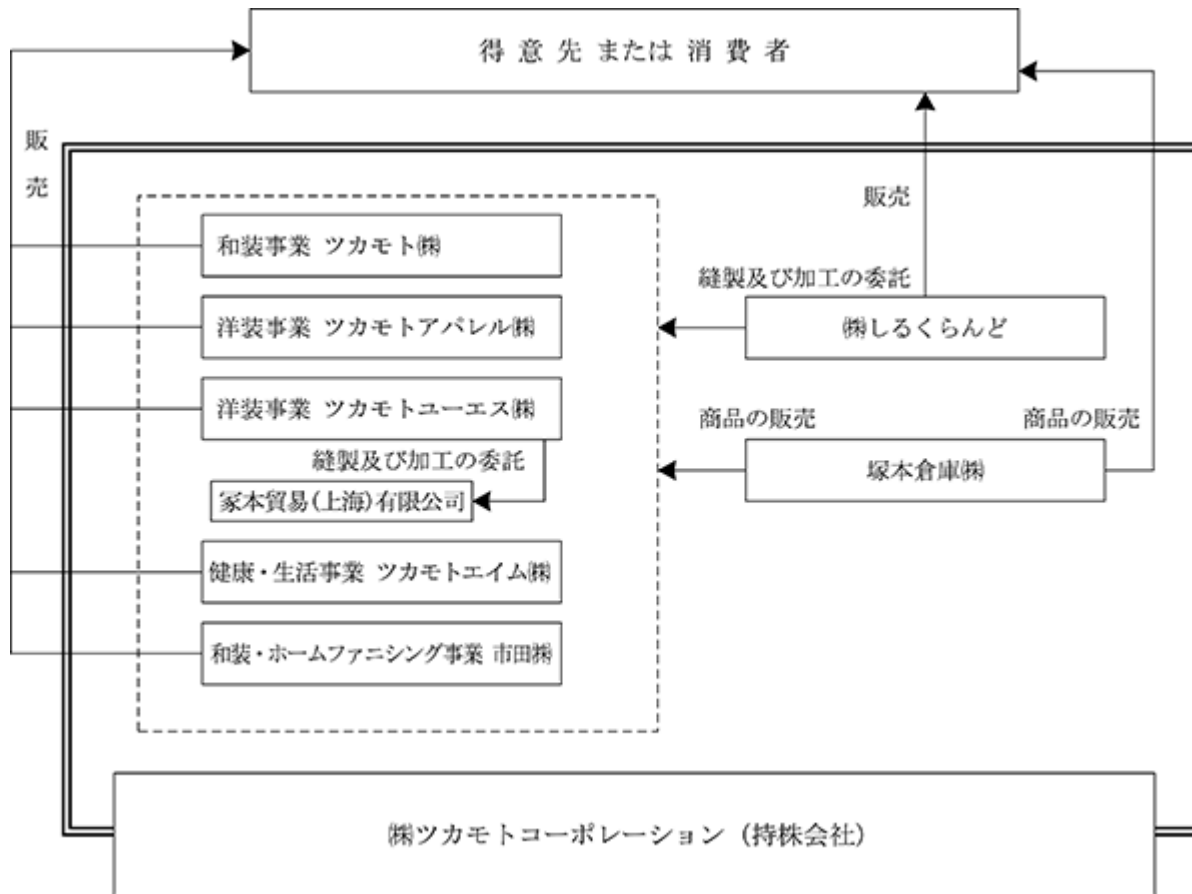 得 意 先 または 消 費 者
販
売
販売
和装事業 ツカモト㈱
縫製及び加工の委託
洋装事業 ツカモトアパレル㈱
㈱しるくらんど
洋装事業 ツカモトユーエス㈱
商品の販売
商品の販売
縫製及び加工の委託
塚本倉庫㈱
冢本貿易(上海)有限公司
健康・生活事業 ツカモトエイム㈱
和装・ホームファニシング事業 市田㈱
㈱ツカモトコーポレーション（持株会社）